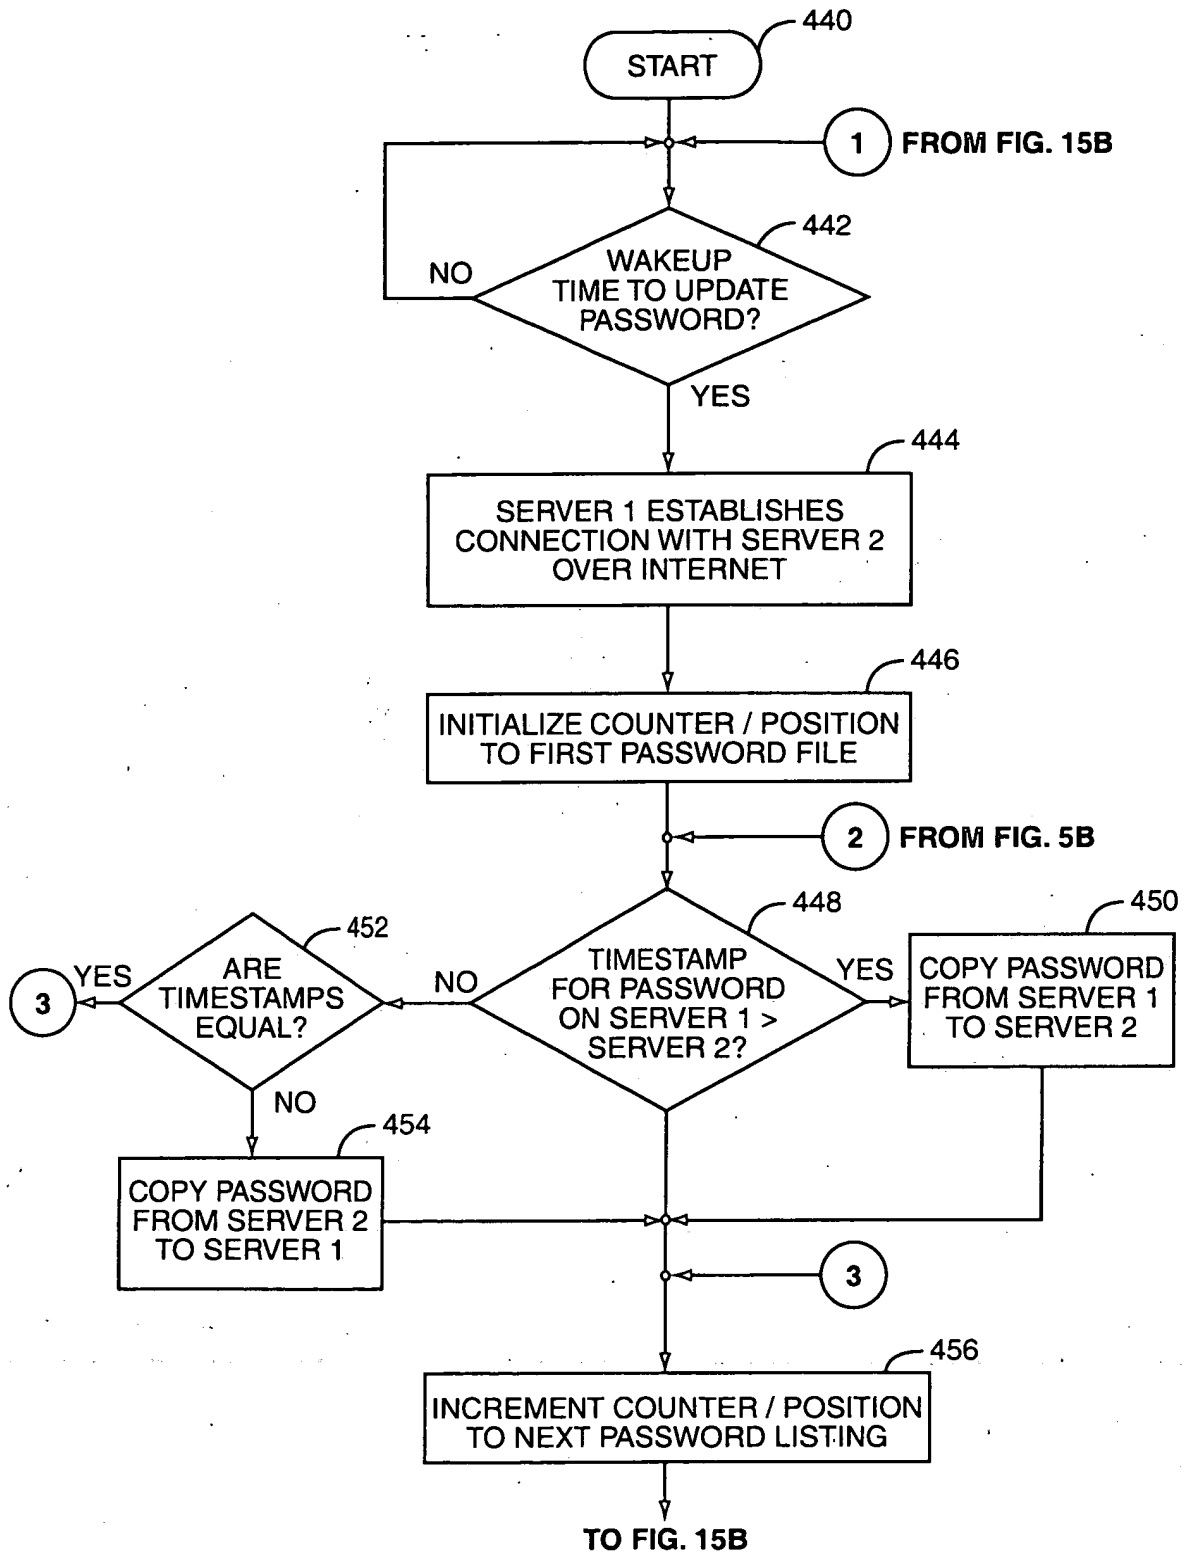 440
START
1 FROM FIG. 15B
442
WAKEUP
TIME TO UPDATE
PASSWORD?
NO
YES
444
SERVER 1 ESTABLISHES
CONNECTION WITH SERVER 2
OVER INTERNET
446
INITIALIZE COUNTER / POSITION
TO FIRST PASSWORD FILE
2 FROM FIG. 5B
448
TIMESTAMP
FOR PASSWORD
ON SERVER 1 >
SERVER 2?
YES
450
COPY PASSWORD
FROM SERVER 1
TO SERVER 2
NO
452
ARE
TIMESTAMPS
EQUAL?
YES
3
NO
454
COPY PASSWORD
FROM SERVER 2
TO SERVER 1
3
456
INCREMENT COUNTER / POSITION
TO NEXT PASSWORD LISTING
TO FIG. 15B